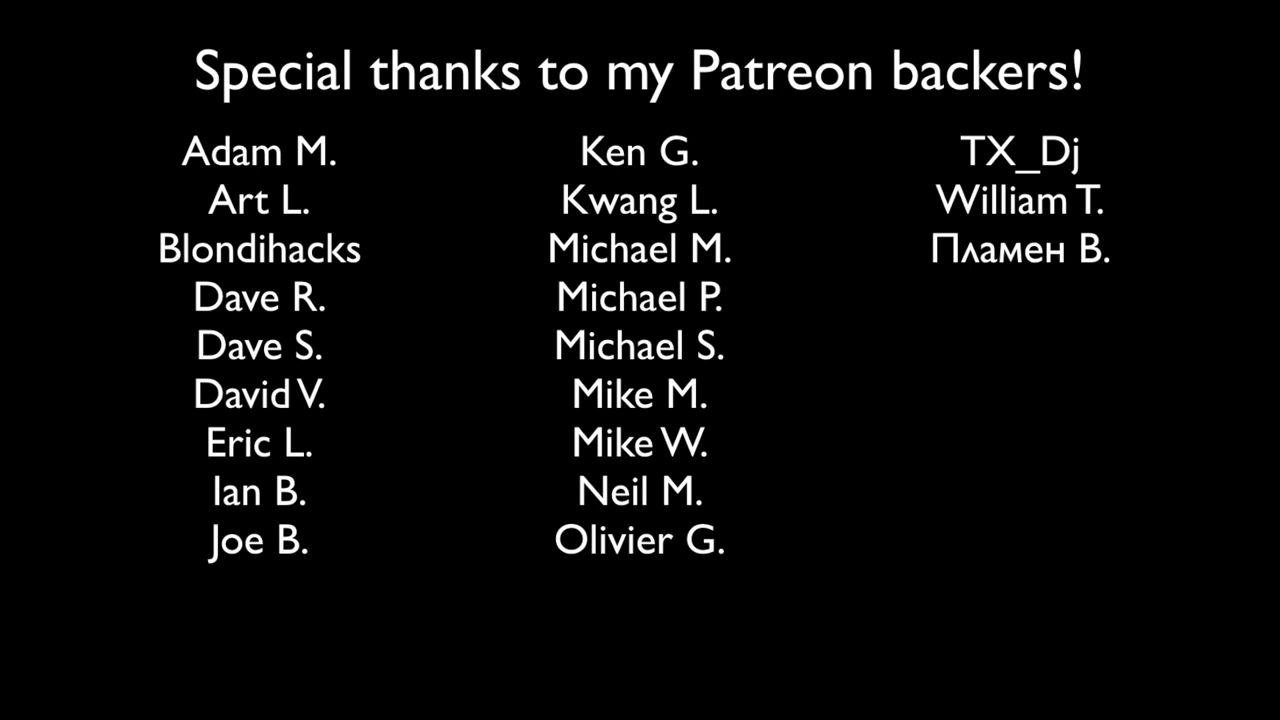 Special thanks to my Patreon backers!
Adam M.
Art L.
Blondihacks
Dave R.
Dave S.
David V.
Eric L.
Ian B.
Joe B.
Ken G.
Kwang L.
Michael M.
Michael P.
Michael S.
Mike M.
Mike W.
Neil M.
Olivier G.
TX_Dj
William T.
Пламен В.